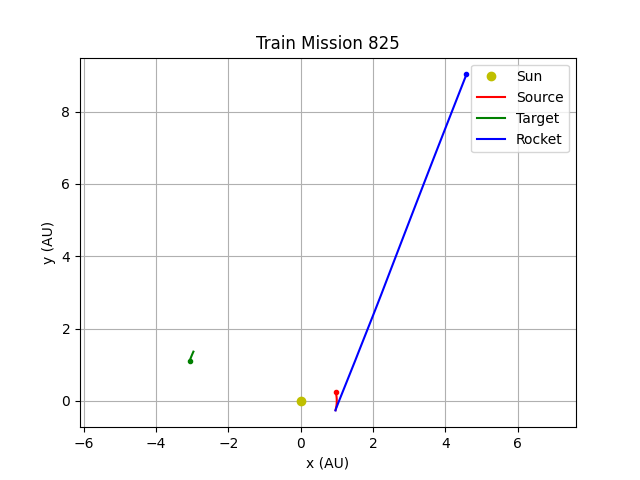 Train Mission 825
Sun
Source
Target
Rocket
8
6
4
2
0
−6
−4
−2
0
2
4
6
y (AU)
x (AU)